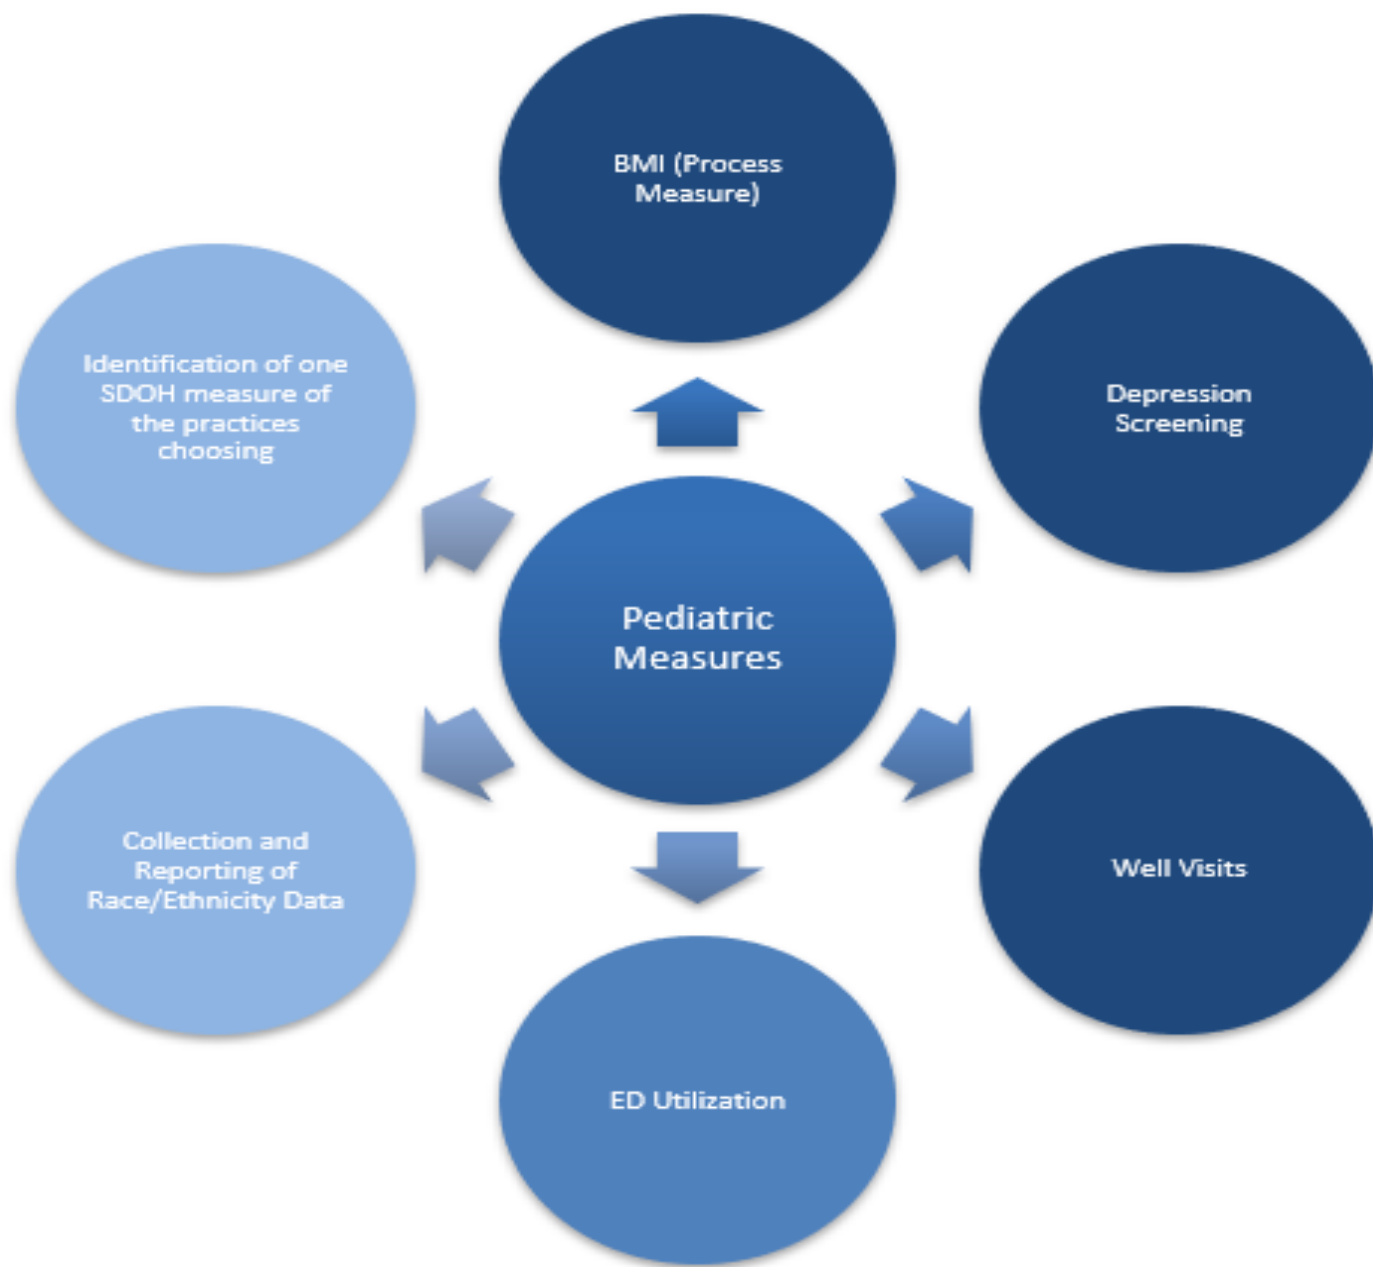 BMI (Process
Measure)
Depression
Screening
Well Visits
ED Utilization
Collection and
Reporting of
Race/Ethnicity Data
Identification of one
SDOH measure of
the practices
choosing
Pediatric
Measures